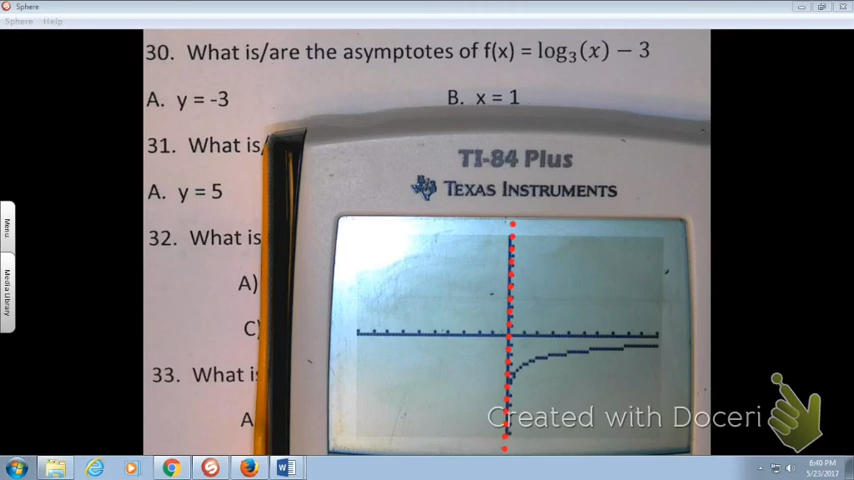 Sphere
Sphere Help
30. What is/are the asymptotes of f(x) = log₃(x) − 3
A. y = -3
B. x = 1
31. What is/
A. y = 5
32. What is
A)
C)
33. What is
A
TI-84 Plus
TEXAS INSTRUMENTS
Menu
Media Library
Created with Doceri
6:40 PM
5/23/2017